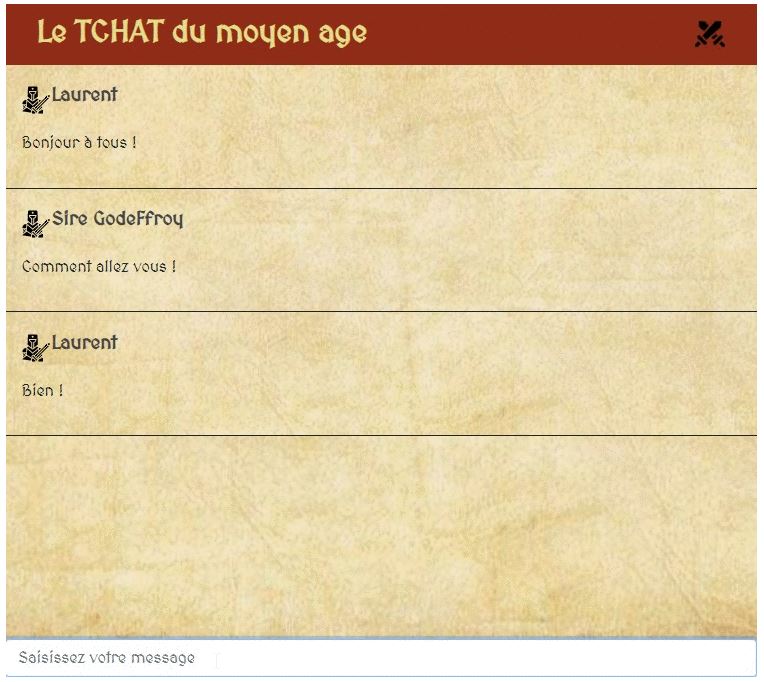 Le TCHAT du moyen age
Laurent
Bonjour à tous !
Sire Godeffroy
Comment allez vous !
Laurent
Bien !
Saisissez votre message